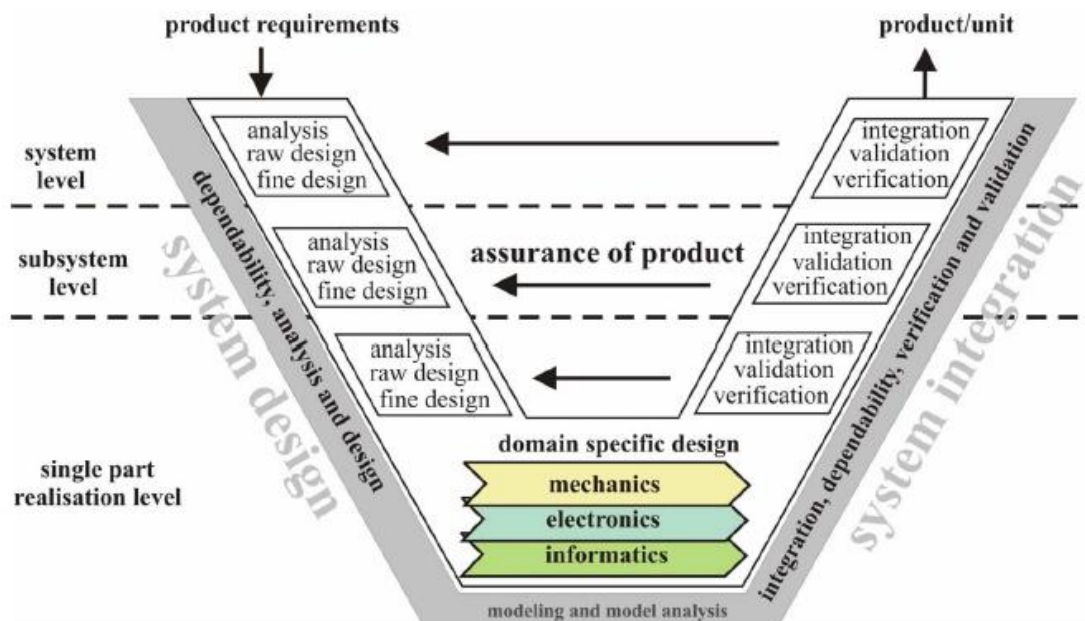 product requirements
product/unit
system
level
analysis
raw design
fine design
integration
validation
verification
subsystem
level
analysis
raw design
fine design
assurance of product
integration
validation
verification
analysis
raw design
fine design
integration
validation
verification
single part
realisation level
domain specific design
mechanics
electronics
informatics
dependability, analysis and design
system design
integration, dependability, verification and validation
system integration
modeling and model analysis